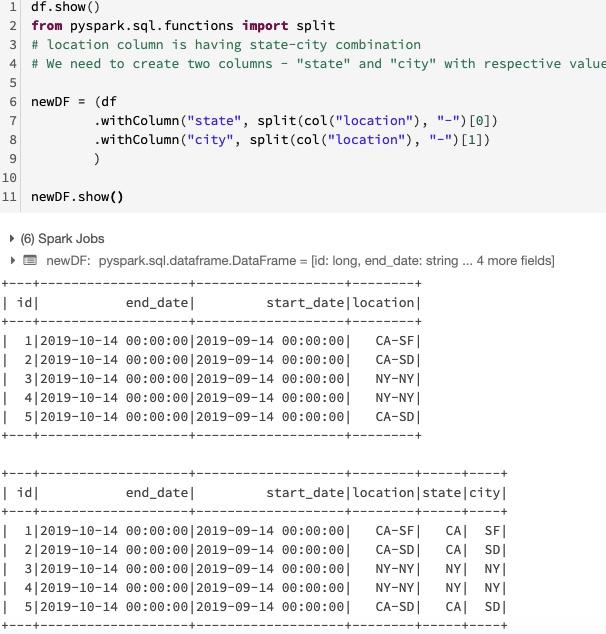 1 df.show()
2 from pyspark.sql.functions import split
3 # location column is having state-city combination
4 # We need to create two columns - "state" and "city" with respective value
5
6 newDF = (df
7 .withColumn("state", split(col("location"), "-")[0])
8 .withColumn("city", split(col("location"), "-")[1])
9 )
10
11 newDF.show()
(6) Spark Jobs
newDF: pyspark.sql.dataframe.DataFrame = [id: long, end_date: string ... 4 more fields]
+---+-------------------+-------------------+--------+
| id|           end_date|         start_date|location|
+---+-------------------+-------------------+--------+
|  1|2019-10-14 00:00:00|2019-09-14 00:00:00|   CA-SF|
|  2|2019-10-14 00:00:00|2019-09-14 00:00:00|   CA-SD|
|  3|2019-10-14 00:00:00|2019-09-14 00:00:00|   NY-NY|
|  4|2019-10-14 00:00:00|2019-09-14 00:00:00|   NY-NY|
|  5|2019-10-14 00:00:00|2019-09-14 00:00:00|   CA-SD|
+---+-------------------+-------------------+--------+
+---+-------------------+-------------------+--------+-----+----+
| id|           end_date|         start_date|location|state|city|
+---+-------------------+-------------------+--------+-----+----+
|  1|2019-10-14 00:00:00|2019-09-14 00:00:00|   CA-SF|   CA|  SF|
|  2|2019-10-14 00:00:00|2019-09-14 00:00:00|   CA-SD|   CA|  SD|
|  3|2019-10-14 00:00:00|2019-09-14 00:00:00|   NY-NY|   NY|  NY|
|  4|2019-10-14 00:00:00|2019-09-14 00:00:00|   NY-NY|   NY|  NY|
|  5|2019-10-14 00:00:00|2019-09-14 00:00:00|   CA-SD|   CA|  SD|
+---+-------------------+-------------------+--------+-----+----+